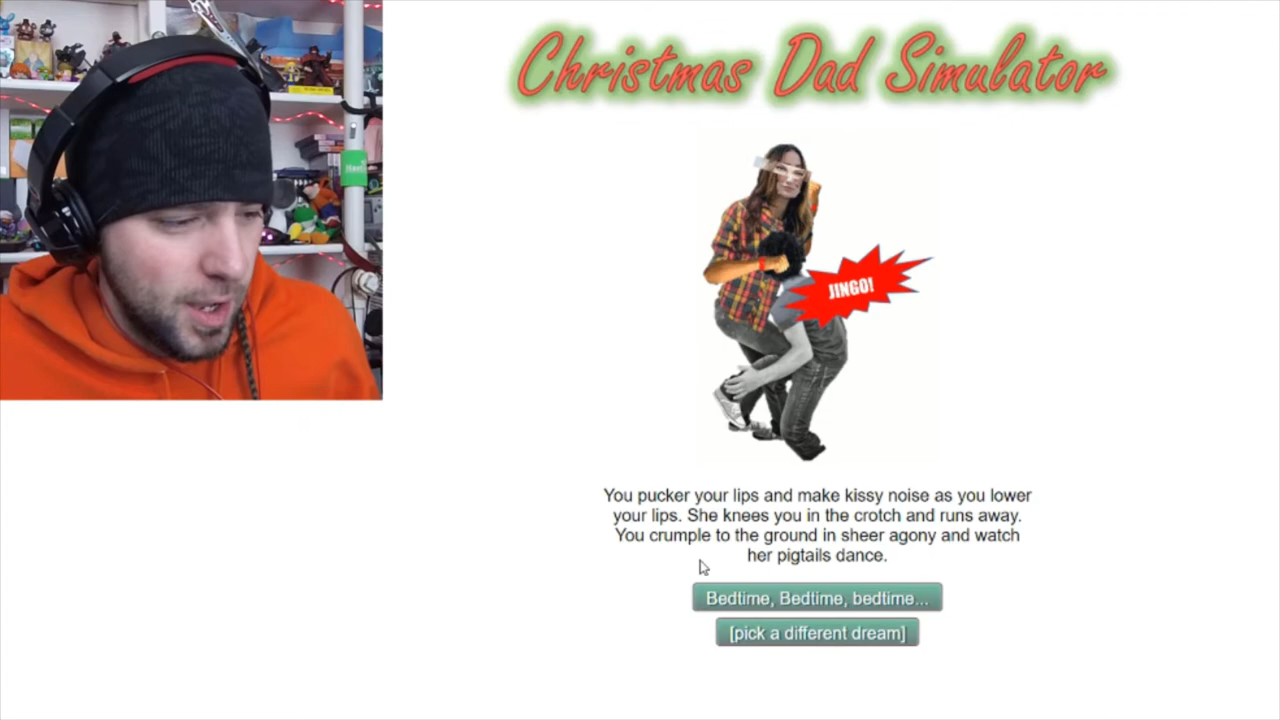 Christmas Dad Simulator
JINGO!
You pucker your lips and make kissy noise as you lower
your lips. She knees you in the crotch and runs away.
You crumple to the ground in sheer agony and watch
her pigtails dance.
Bedtime, Bedtime, bedtime...
[pick a different dream]